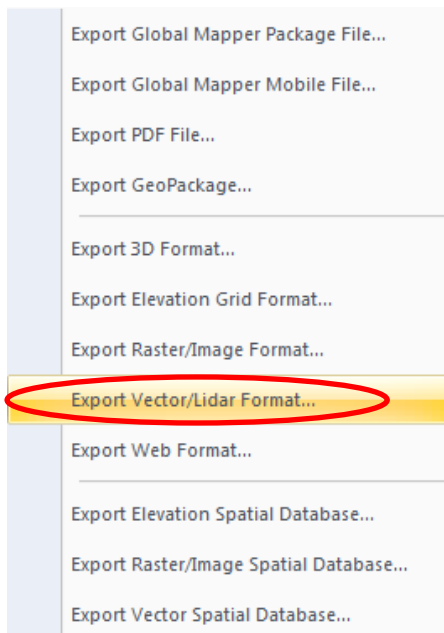 Export Global Mapper Package File...
Export Global Mapper Mobile File...
Export PDF File...
Export GeoPackage...
Export 3D Format...
Export Elevation Grid Format...
Export Raster/Image Format...
Export Vector/Lidar Format...
Export Web Format...
Export Elevation Spatial Database...
Export Raster/Image Spatial Database...
Export Vector Spatial Database...